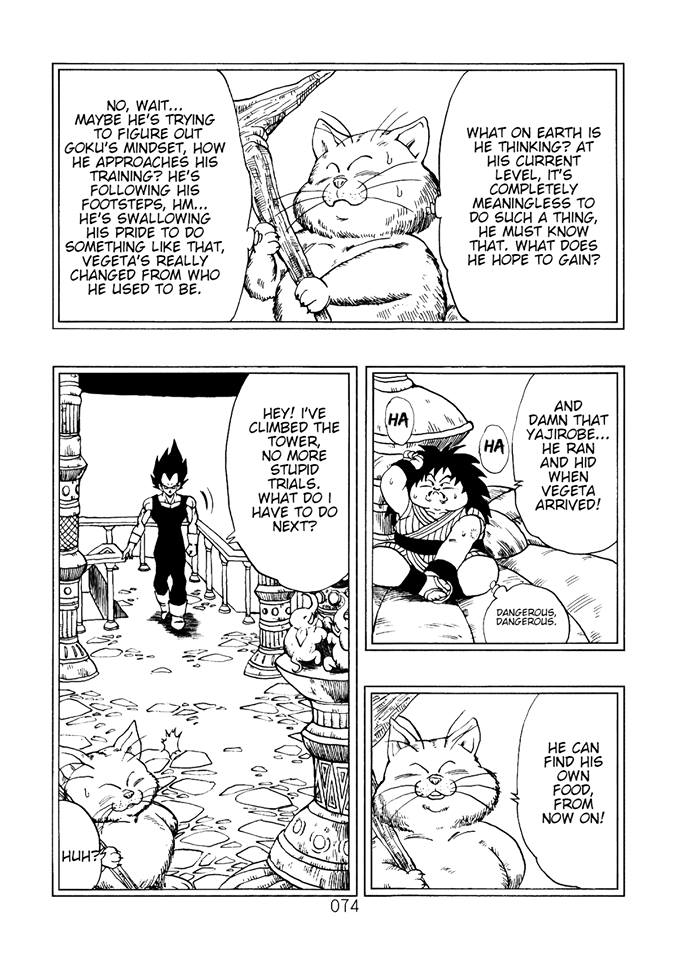 WHAT ON EARTH IS
HE THINKING? AT
HIS CURRENT
LEVEL, IT'S
COMPLETELY
MEANINGLESS TO
DO SUCH A THING,
HE MUST KNOW
THAT. WHAT DOES
HE HOPE TO GAIN?
NO, WAIT...
MAYBE HE'S TRYING
TO FIGURE OUT
GOKU'S MINDSET, HOW
HE APPROACHES HIS
TRAINING? HE'S
FOLLOWING HIS
FOOTSTEPS, HM...
HE'S SWALLOWING
HIS PRIDE TO DO
SOMETHING LIKE THAT,
VEGETA'S REALLY
CHANGED FROM WHO
HE USED TO BE.
AND
DAMN THAT
YAJIROBE...
HE RAN
AND HID
WHEN
VEGETA
ARRIVED!
HA
HA
DANGEROUS,
DANGEROUS.
HE CAN
FIND HIS
OWN
FOOD,
FROM
NOW ON!
HEY! I'VE
CLIMBED THE
TOWER,
NO MORE
STUPID
TRIALS.
WHAT DO I
HAVE TO DO
NEXT?
HUH?
074